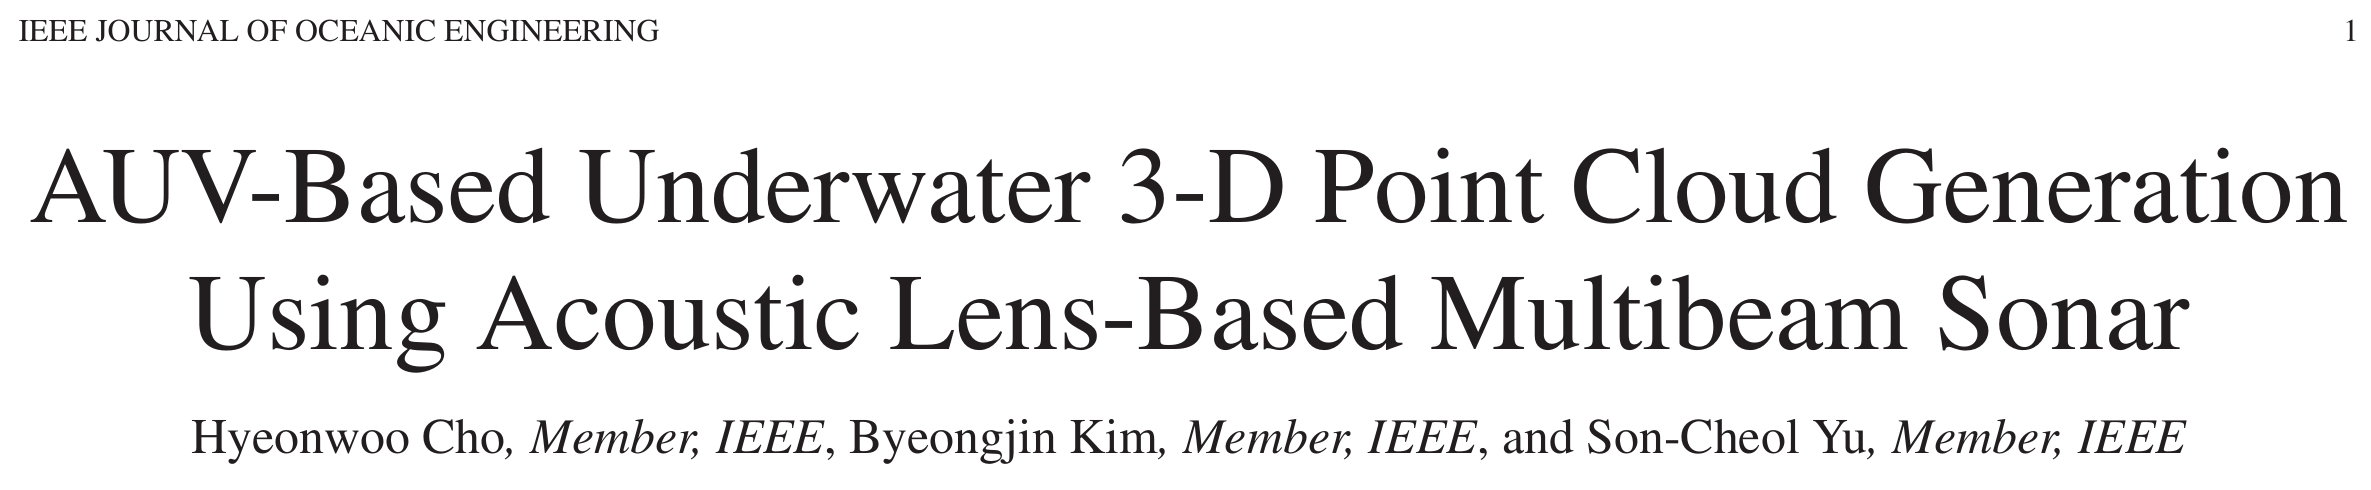 IEEE JOURNAL OF OCEANIC ENGINEERING 1
AUV-Based Underwater 3-D Point Cloud Generation
Using Acoustic Lens-Based Multibeam Sonar
Hyeonwoo Cho, Member, IEEE, Byeongjin Kim, Member, IEEE, and Son-Cheol Yu, Member, IEEE